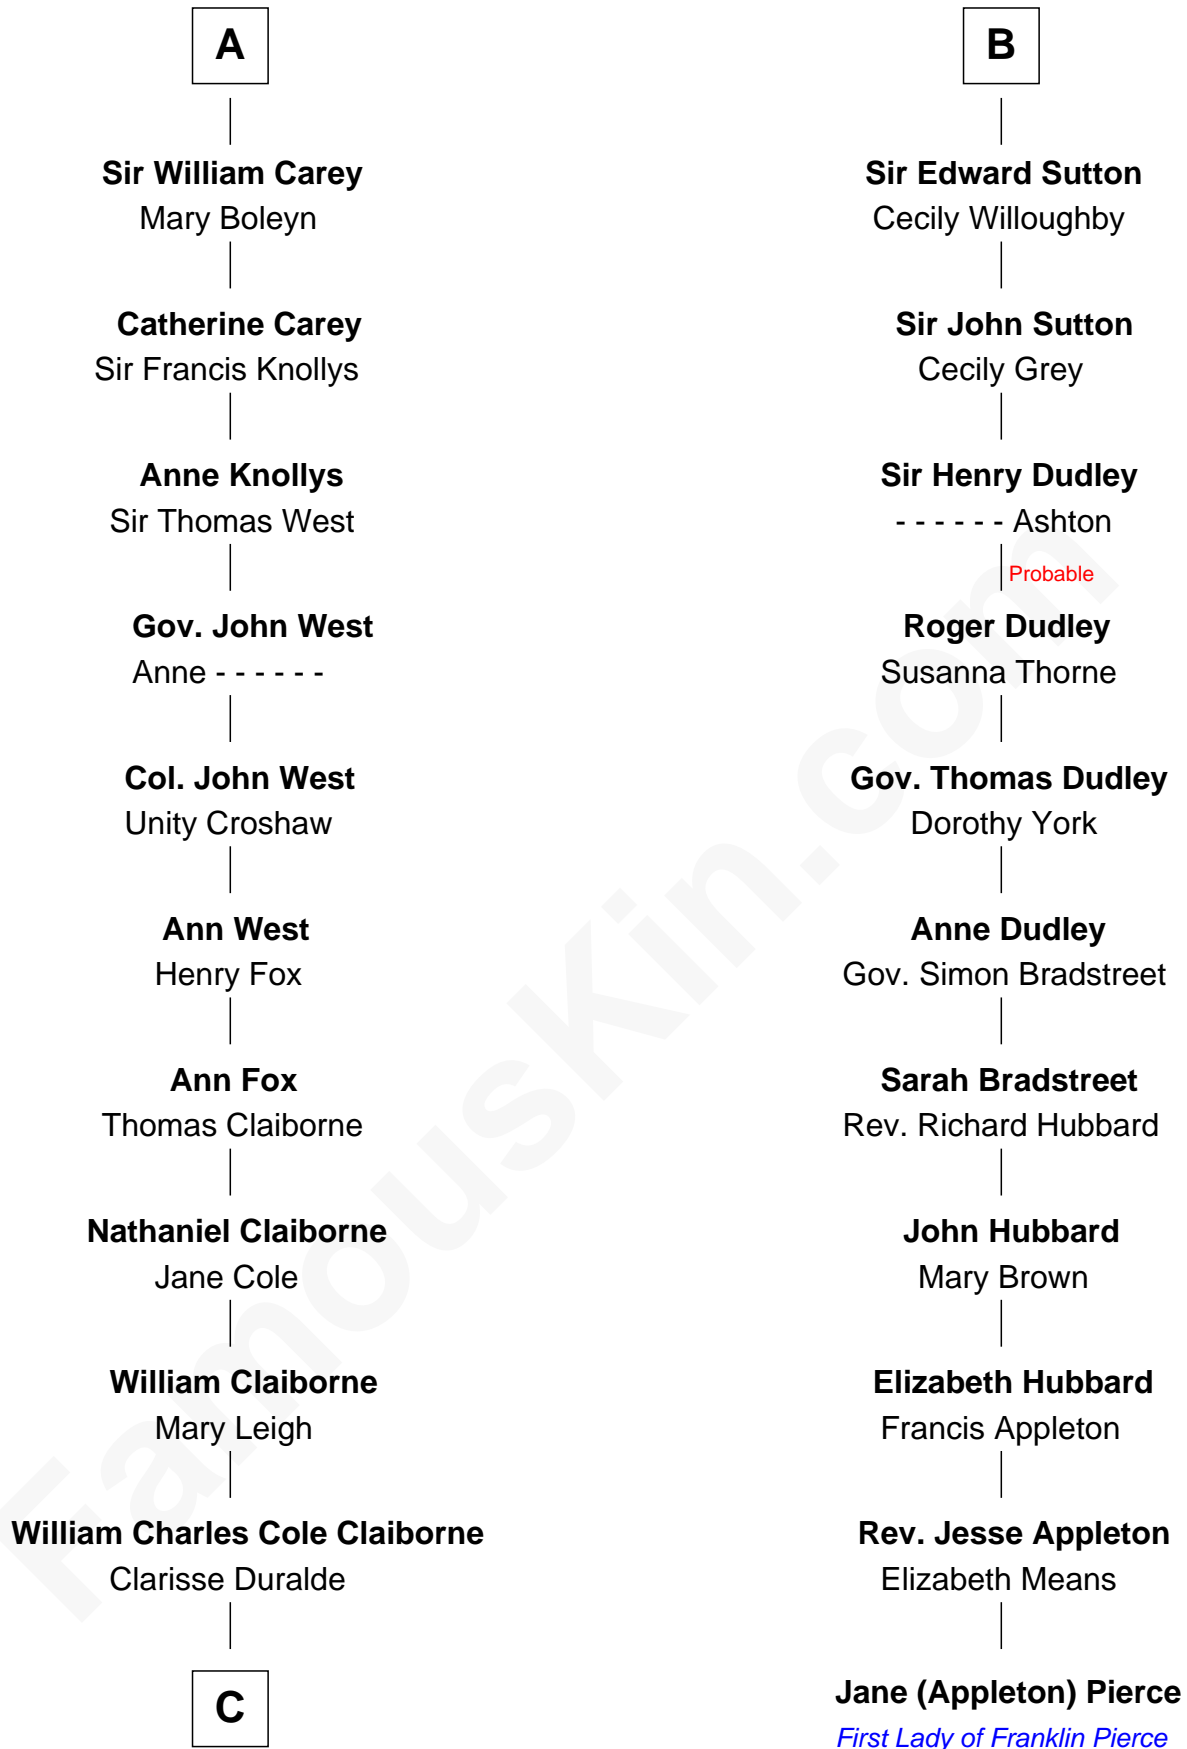 A
Sir William Carey
Mary Boleyn
Catherine Carey
Sir Francis Knollys
Anne Knollys
Sir Thomas West
Gov. John West
Anne - - - - - -
Col. John West
Unity Croshaw
Ann West
Henry Fox
Ann Fox
Thomas Claiborne
Nathaniel Claiborne
Jane Cole
William Claiborne
Mary Leigh
William Charles Cole Claiborne
Clarisse Duralde
C
B
Sir Edward Sutton
Cecily Willoughby
Sir John Sutton
Cecily Grey
Sir Henry Dudley
- - - - - - Ashton
Probable
Roger Dudley
Susanna Thorne
Gov. Thomas Dudley
Dorothy York
Anne Dudley
Gov. Simon Bradstreet
Sarah Bradstreet
Rev. Richard Hubbard
John Hubbard
Mary Brown
Elizabeth Hubbard
Francis Appleton
Rev. Jesse Appleton
Elizabeth Means
Jane (Appleton) Pierce
First Lady of Franklin Pierce
FamousKin.com